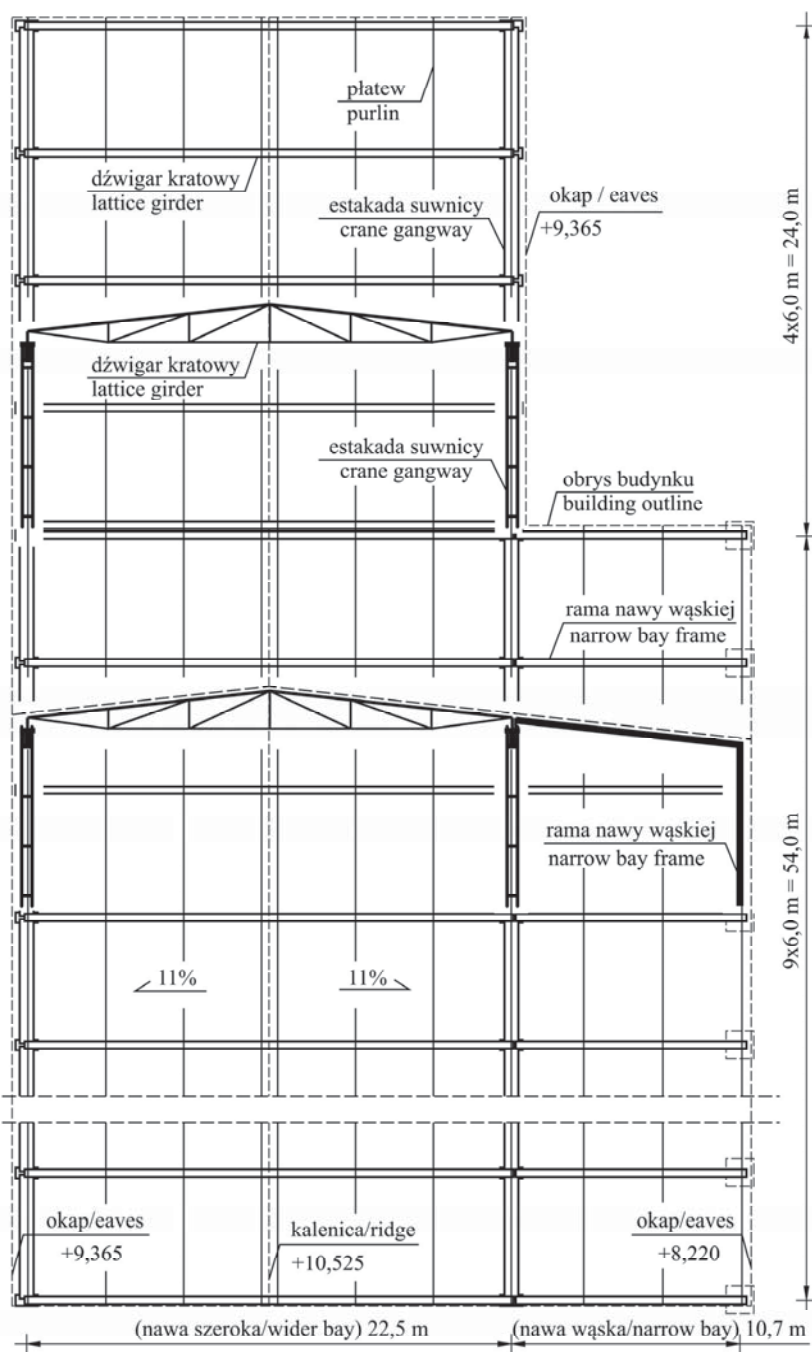 płatew
purlin
dźwigar kratowy
lattice girder
estakada suwnicy
crane gangway
okap / eaves
+9,365
4x6,0 m = 24,0 m
dźwigar kratowy
lattice girder
estakada suwnicy
crane gangway
obrys budynku
building outline
rama nawy wąskiej
narrow bay frame
rama nawy wąskiej
narrow bay frame
9x6,0 m = 54,0 m
11%
11%
okap/eaves
+9,365
kalenica/ridge
+10,525
okap/eaves
+8,220
(nawa szeroka/wider bay) 22,5 m
(nawa wąska/narrow bay) 10,7 m